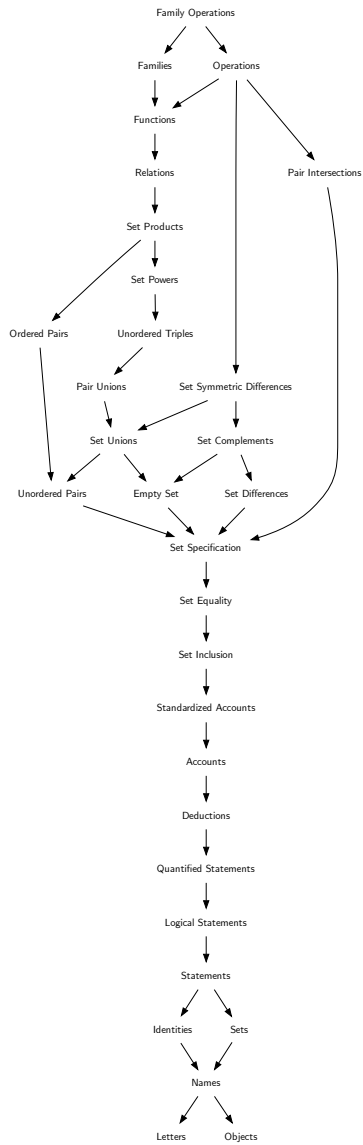 Family Operations
Families
Operations
Functions
Relations
Pair Intersections
Set Products
Set Powers
Ordered Pairs
Unordered Triples
Pair Unions
Set Symmetric Differences
Set Unions
Set Complements
Unordered Pairs
Empty Set
Set Differences
Set Specification
Set Equality
Set Inclusion
Standardized Accounts
Accounts
Deductions
Quantified Statements
Logical Statements
Statements
Identities
Sets
Names
Letters
Objects